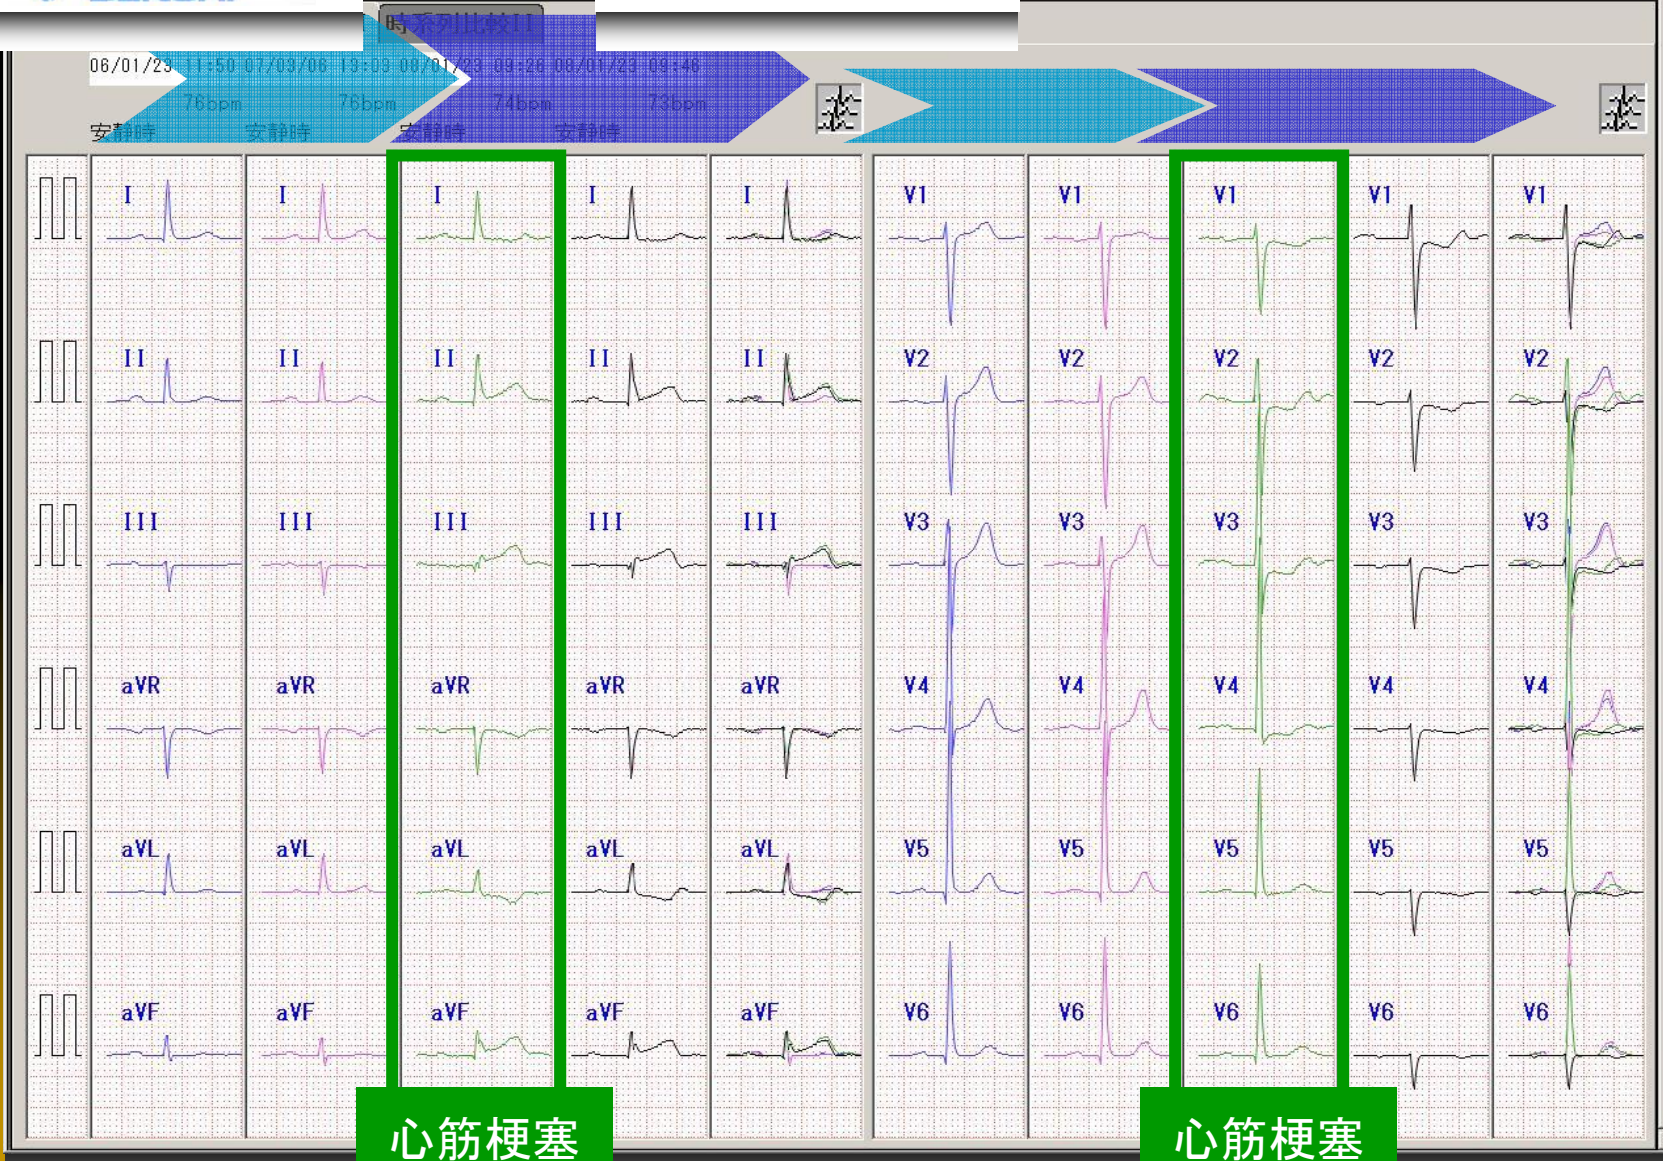 時系列比較II
06/01/23 11:50 07/03/06 13:09 08/01/23 09:26 08/01/23 09:46
76bpm 76bpm 74bpm 73bpm
安静時 安静時 安静時 安静時
I I I I I V1 V1 V1 V1 V1
II II II II II V2 V2 V2 V2 V2
III III III III III V3 V3 V3 V3 V3
aVR aVR aVR aVR aVR V4 V4 V4 V4 V4
aVL aVL aVL aVL aVL V5 V5 V5 V5 V5
aVF aVF aVF aVF aVF V6 V6 V6 V6 V6
心筋梗塞 心筋梗塞